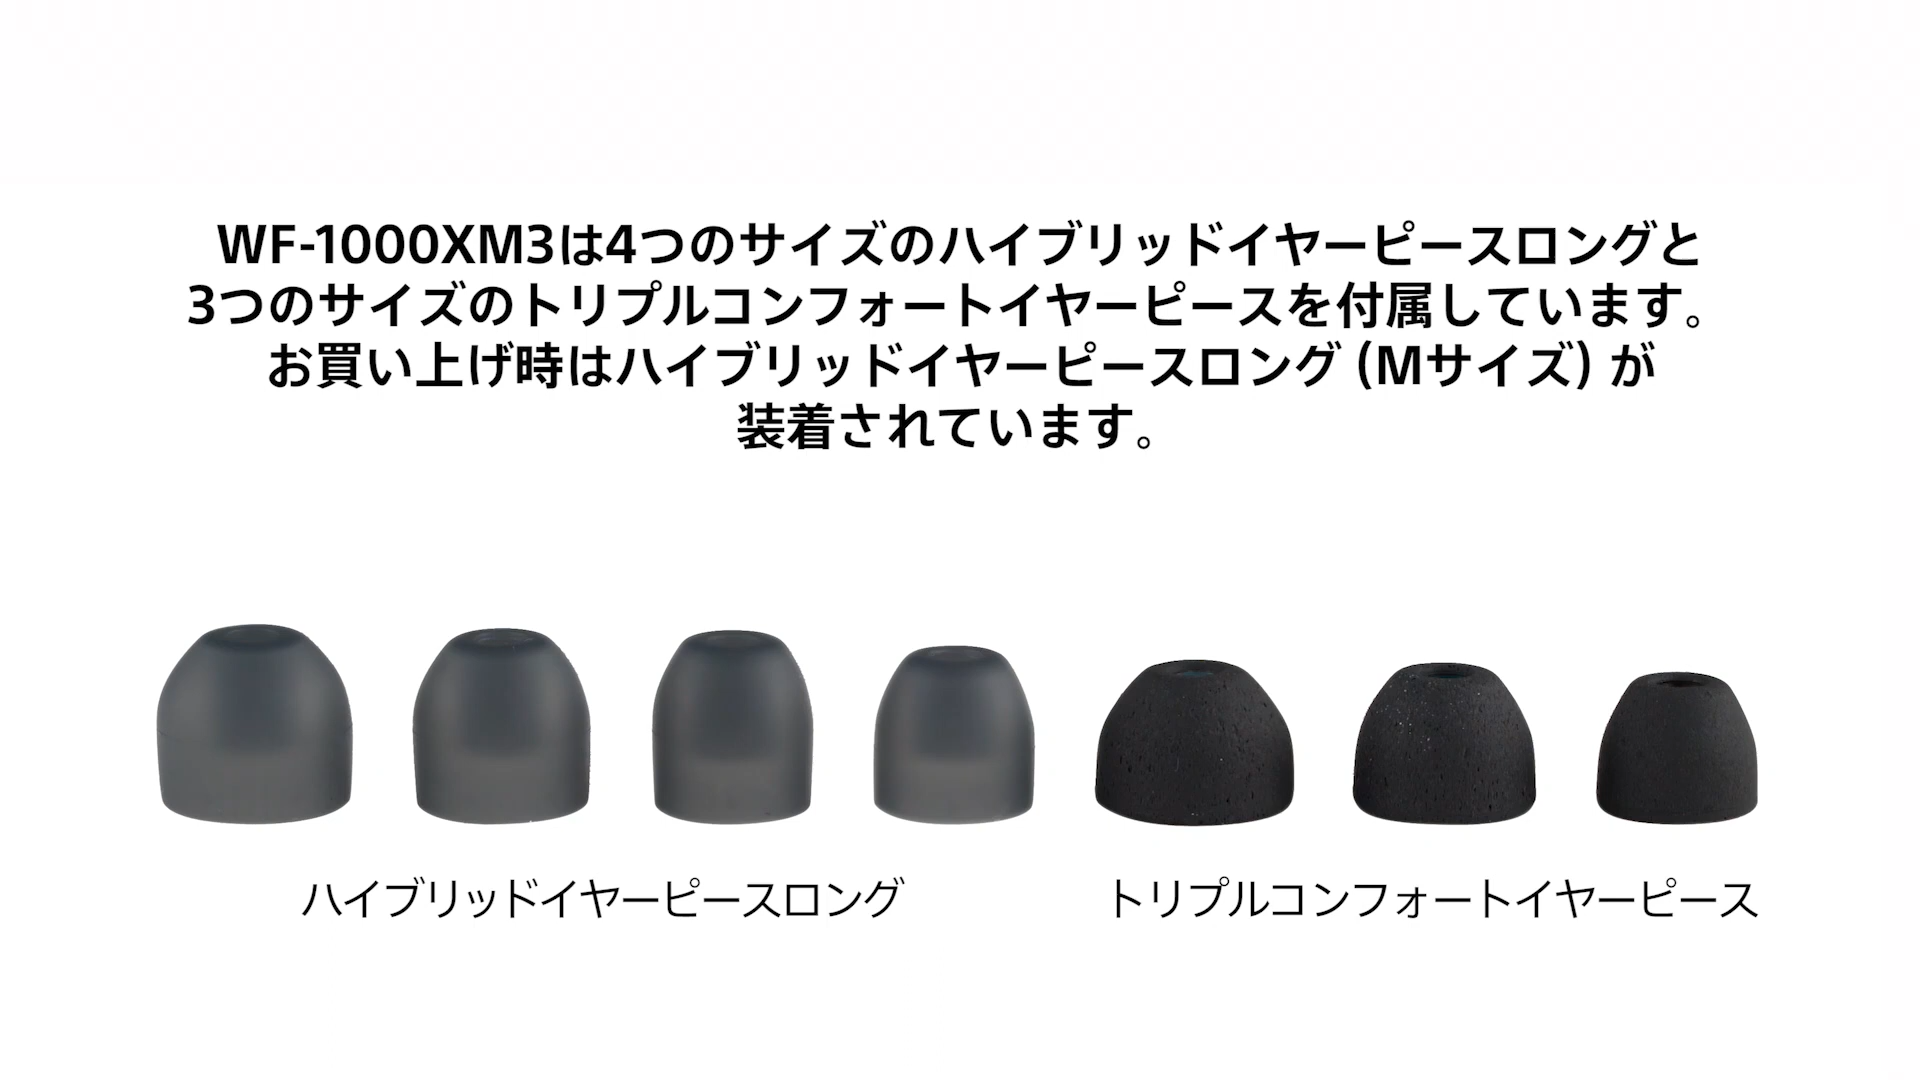 WF-1000XM3は4つのサイズのハイブリッドイヤーピースロングと
3つのサイズのトリプルコンフォートイヤーピースを付属しています。
お買い上げ時はハイブリッドイヤーピースロング（Mサイズ）が
装着されています。
ハイブリッドイヤーピースロング
トリプルコンフォートイヤーピース